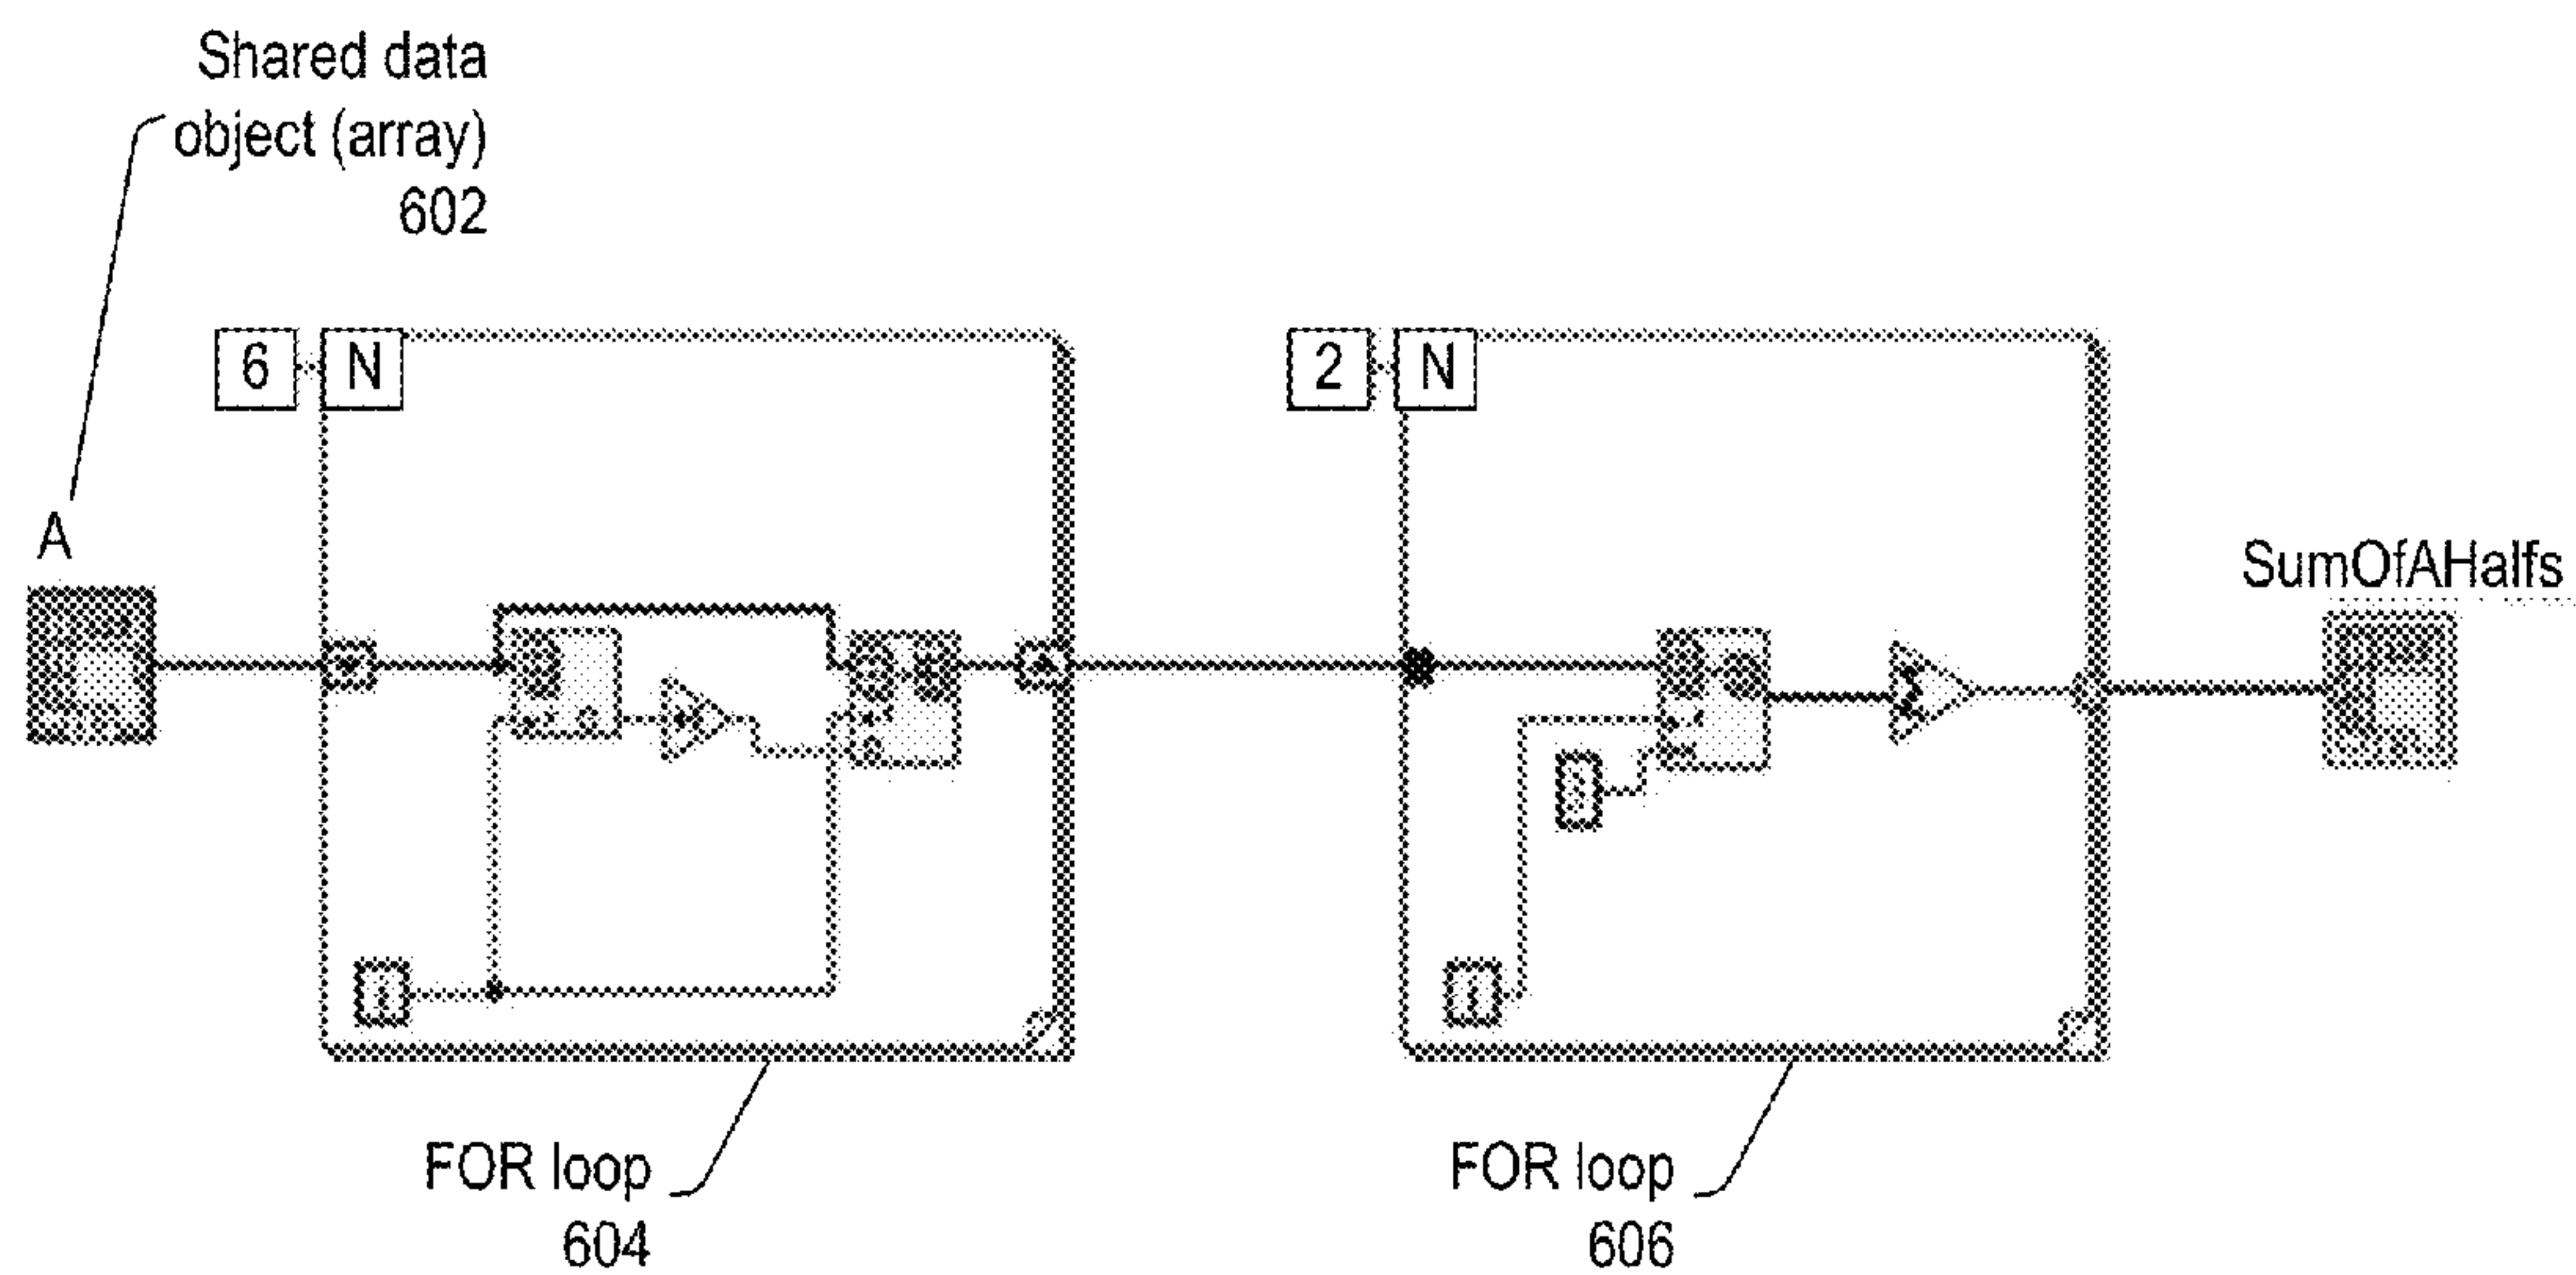 Shared data
object (array)
602
6 N
2 N
A
SumOfAHalfs
i
i
FOR loop
604
FOR loop
606